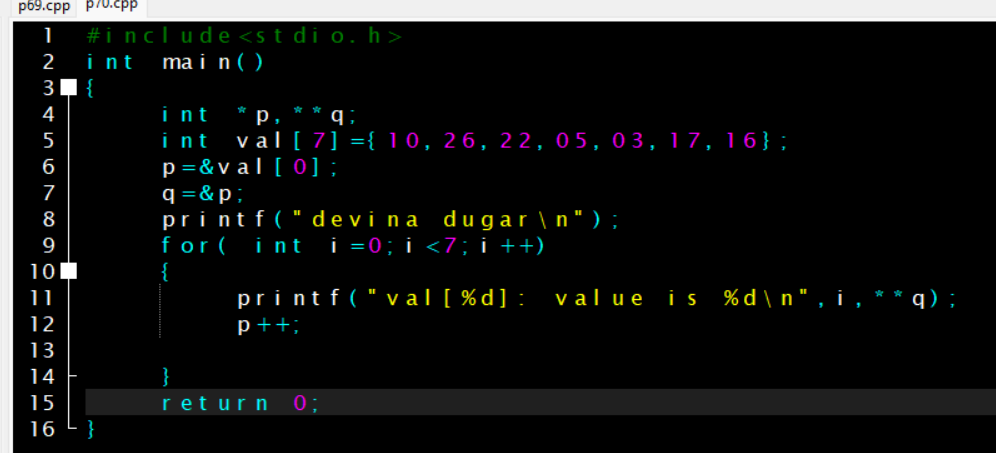 p69.cpp p70.cpp
1 #include<stdio.h>
2 int main()
3 {
4 int *p,**q;
5 int val[7]={10,26,22,05,03,17,16};
6 p=&val[0];
7 q=&p;
8 printf("devina dugar\n");
9 for( int i=0;i<7;i++)
10 {
11 printf("val[%d]: value is %d\n",i,**q);
12 p++;
13
14 }
15 return 0;
16 }